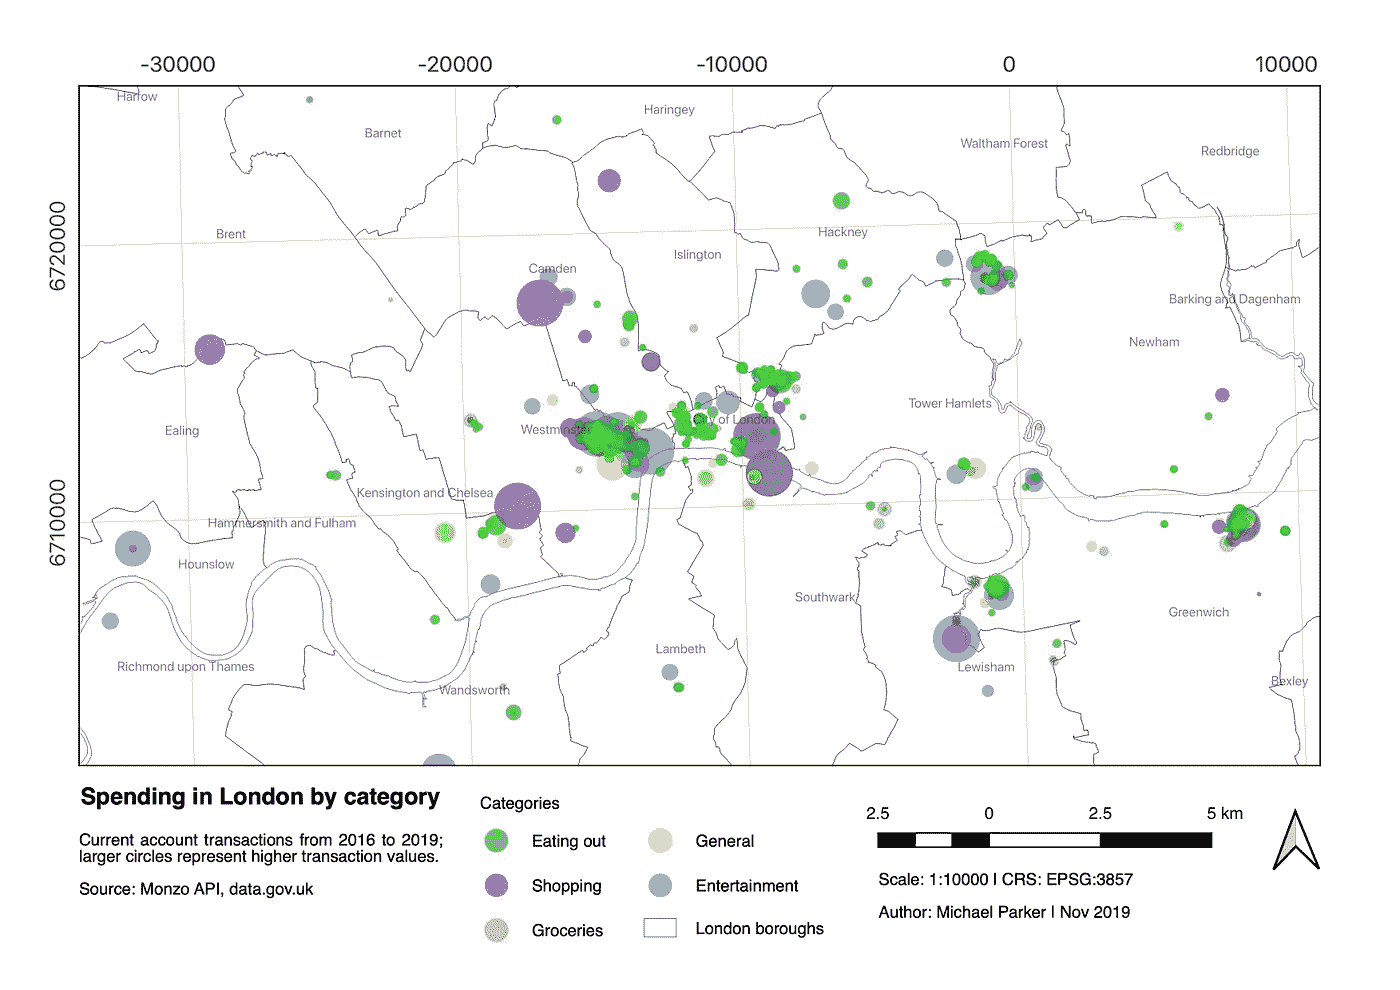 -30000 -20000 -10000 0 10000
6720000
6710000
Harrow
Barnet
Haringey
Waltham Forest
Redbridge
Brent
Hackney
Islington
Camden
Barking and Dagenham
Newham
Tower Hamlets
City of London
Westminster
Ealing
Kensington and Chelsea
Hammersmith and Fulham
Hounslow
Southwark
Greenwich
Lambeth
Richmond upon Thames
Lewisham
Wandsworth
Bexley
Spending in London by category
Current account transactions from 2016 to 2019;
larger circles represent higher transaction values.
Source: Monzo API, data.gov.uk
Categories
Eating out
General
Shopping
Entertainment
Groceries
London boroughs
2.5 0 2.5 5 km
Scale: 1:10000 | CRS: EPSG:3857
Author: Michael Parker | Nov 2019